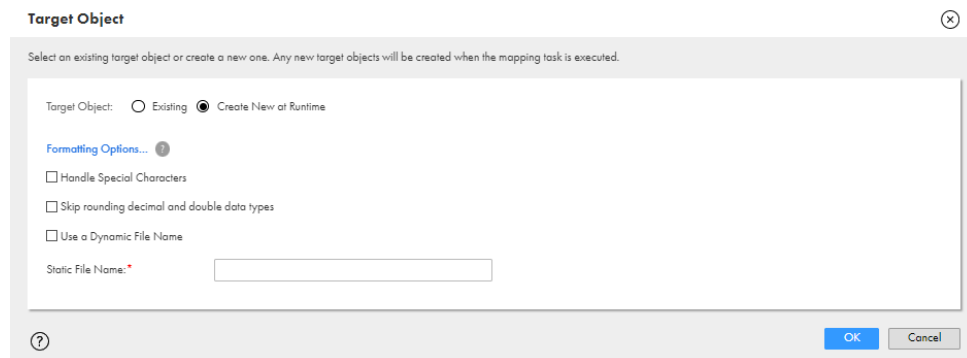 Target Object
Select an existing target object or create a new one. Any new target objects will be created when the mapping task is executed.
Target Object: Existing Create New at Runtime
Formatting Options... ?
Handle Special Characters
Skip rounding decimal and double data types
Use a Dynamic File Name
Static File Name:*
? OK Cancel